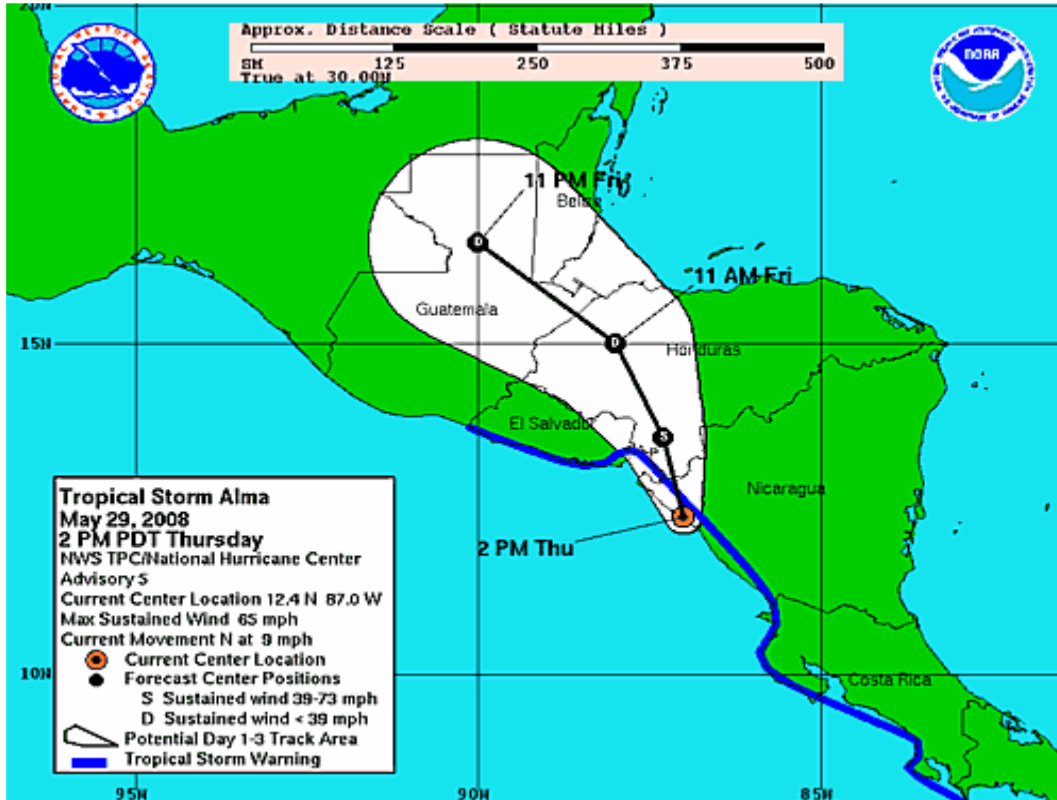 20N
Approx. Distance Scale ( Statute Miles )
SM 125 250 375 500
True at 30.00N
NATIONAL WEATHER SERVICE
NOAA
11 PM Fri
Belize
11 AM Fri
Guatemala
15N
Honduras
El Salvador
Nicaragua
2 PM Thu
Tropical Storm Alma
May 29, 2008
2 PM PDT Thursday
NWS TPC/National Hurricane Center
Advisory 5
Current Center Location 12.4 N 87.0 W
Max Sustained Wind 65 mph
Current Movement N at 9 mph
Current Center Location
Forecast Center Positions
S Sustained wind 39-73 mph
D Sustained wind < 39 mph
Potential Day 1-3 Track Area
Tropical Storm Warning
D
D
S
10N
Costa Rica
95W 90W 85W